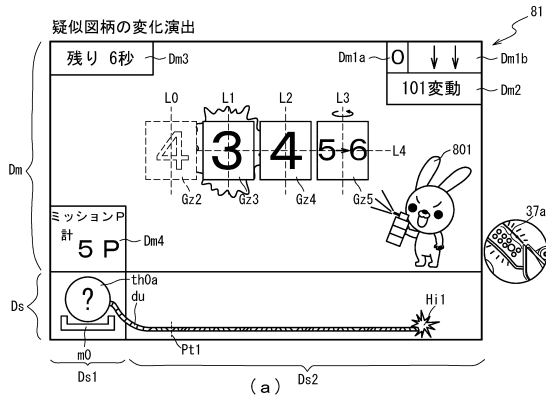 疑似図柄の変化演出
81
残り 6秒
Dm3
Dm1a
0
↓ ↓
Dm1b
101変動
Dm2
L0 L1 L2 L3
Dm
4 3 4 5→6
L4
801
Gz2 Gz3 Gz4 Gz5
37a
ミッションP
計
5 P
Dm4
Ds
?
th0a
du
Hi1
m0
Pt1
Ds1
Ds2
(a)